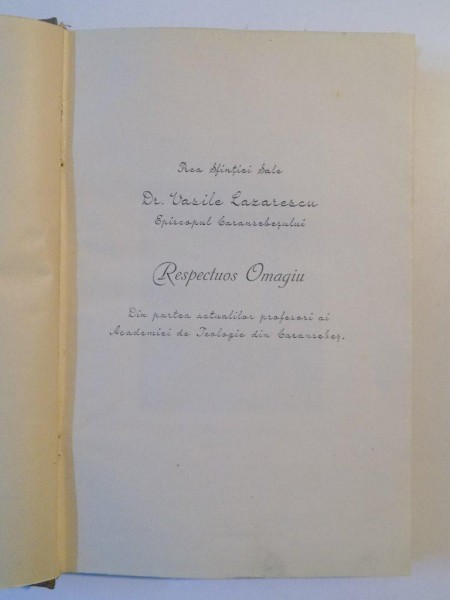 Prea Sfinției Sale
Dr. Vasile Lazarescu
Episcopul Caransebeșului
Respectuos Omagiu
Din partea actualilor profesori ai
Academiei de Teologie din Caransebeș.